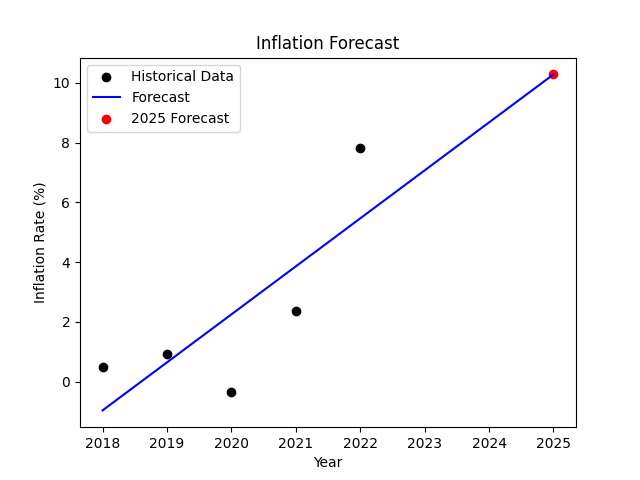 Inflation Forecast
Historical Data
Forecast
2025 Forecast
Inflation Rate (%)
10
8
6
4
2
0
2018 2019 2020 2021 2022 2023 2024 2025
Year